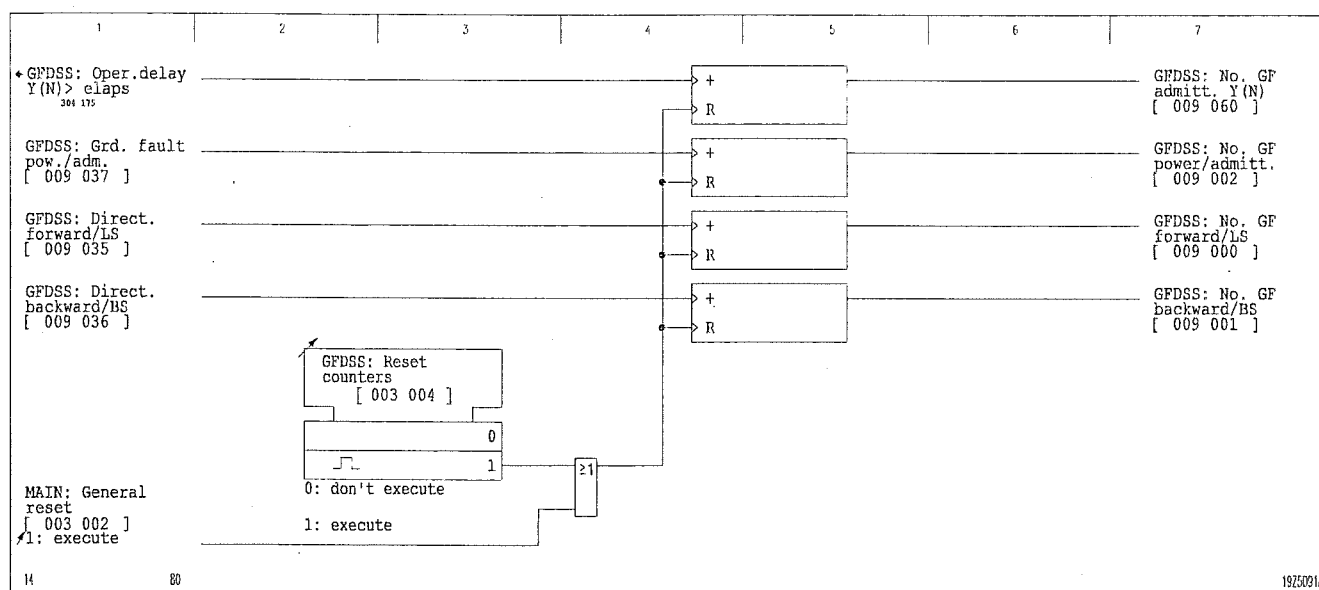 1 2 3 4 5 6 7
GFDSS: Oper.delay
Y(N)> elaps
304 175
+
R
GFDSS: No. GF
admitt. Y(N)
[ 009 060 ]
GFDSS: Grd. fault
pow./adm.
[ 009 037 ]
+
R
GFDSS: No. GF
power/admitt.
[ 009 002 ]
GFDSS: Direct.
forward/LS
[ 009 035 ]
+
R
GFDSS: No. GF
forward/LS
[ 009 000 ]
GFDSS: Direct.
backward/BS
[ 009 036 ]
+
R
GFDSS: No. GF
backward/BS
[ 009 001 ]
GFDSS: Reset
counters
[ 003 004 ]
0
1
≥1
0: don't execute
1: execute
MAIN: General
reset
[ 003 002 ]
1: execute
14 80